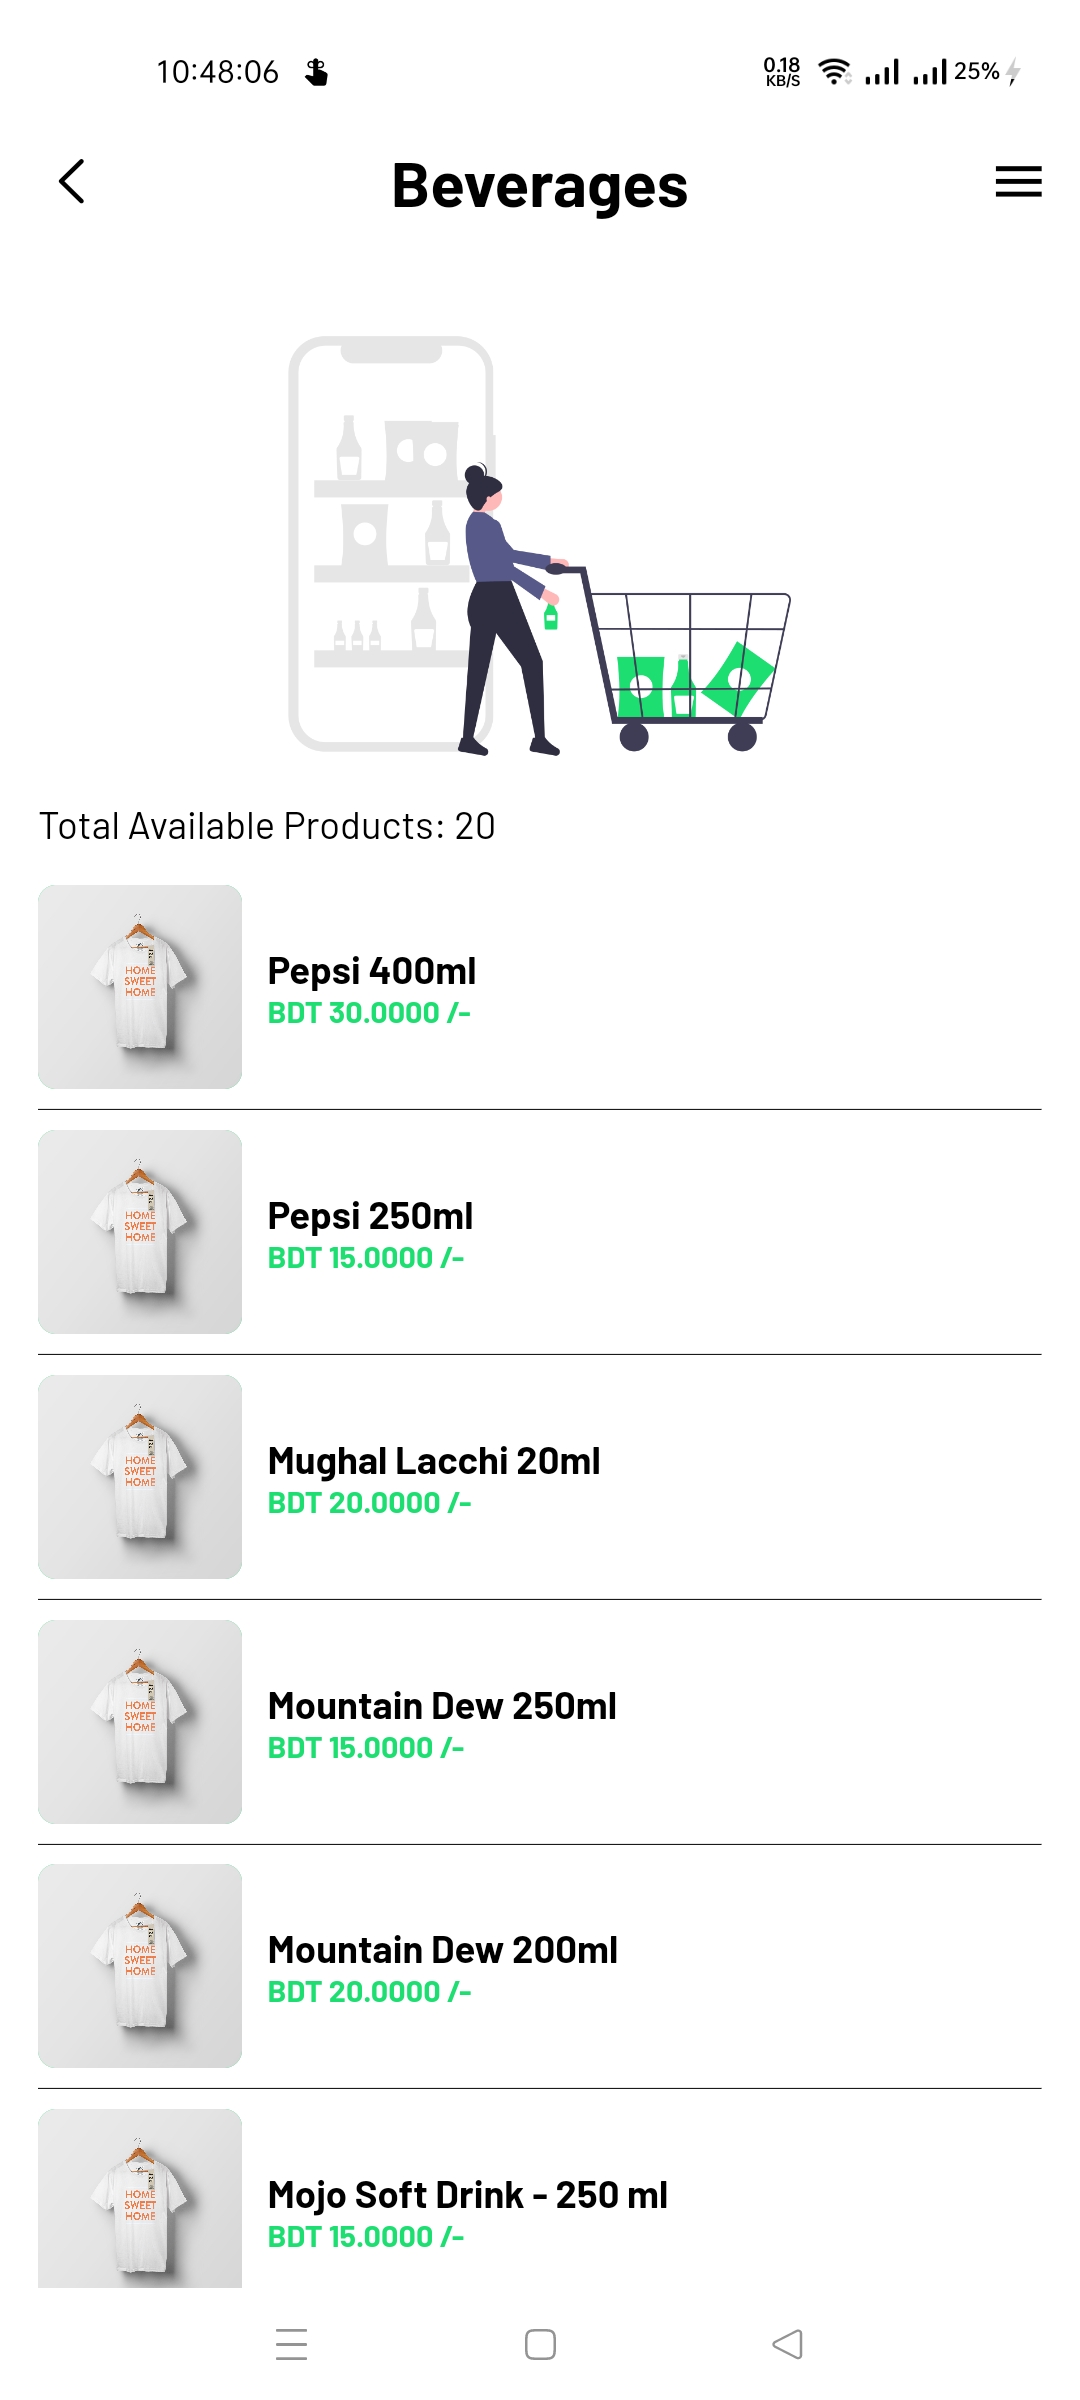 10:48:06
0.18 KB/S
25%
Beverages
Total Available Products: 20
HOME
SWEET
HOME
Pepsi 400ml
BDT 30.0000 /-
HOME
SWEET
HOME
Pepsi 250ml
BDT 15.0000 /-
HOME
SWEET
HOME
Mughal Lacchi 20ml
BDT 20.0000 /-
HOME
SWEET
HOME
Mountain Dew 250ml
BDT 15.0000 /-
HOME
SWEET
HOME
Mountain Dew 200ml
BDT 20.0000 /-
HOME
SWEET
HOME
Mojo Soft Drink - 250 ml
BDT 15.0000 /-